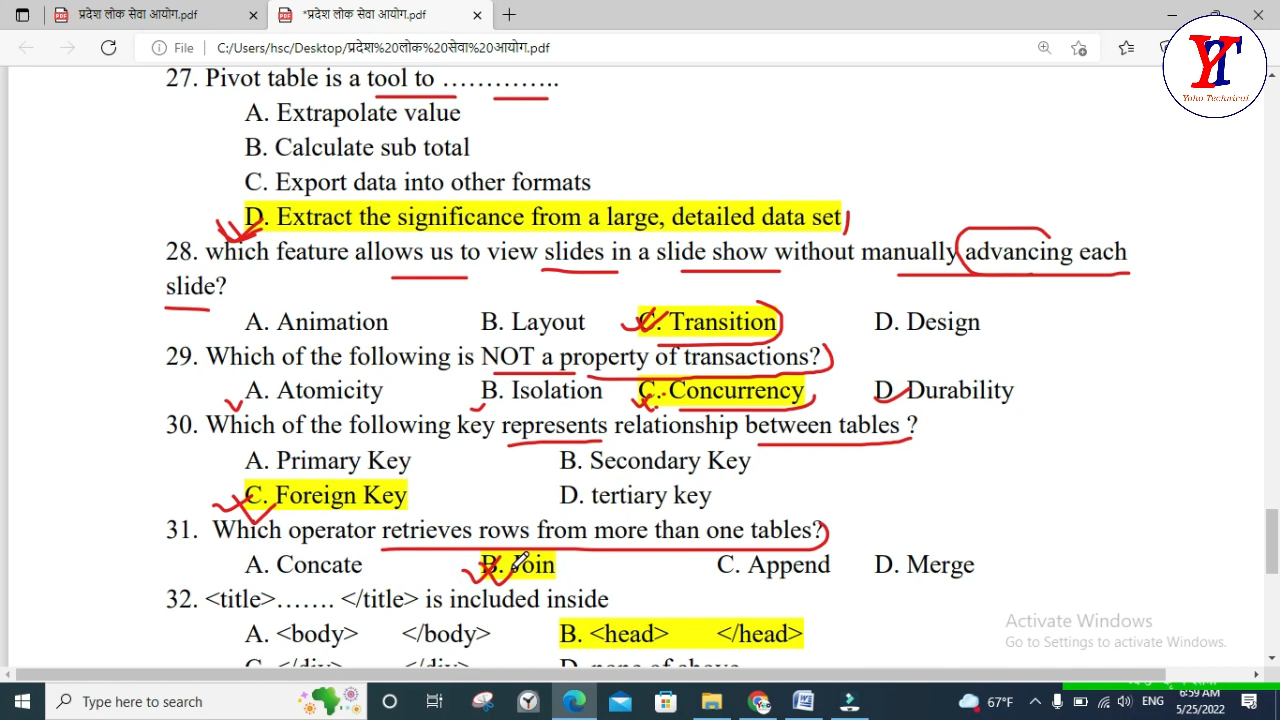 प्रदेश लोक सेवा आयोग.pdf
*प्रदेश लोक सेवा आयोग.pdf
File
C:/Users/hsc/Desktop/प्रदेश%20लोक%20सेवा%20आयोग.pdf
YT
Yoho Technical
27. Pivot table is a tool to ……………..
A. Extrapolate value
B. Calculate sub total
C. Export data into other formats
D. Extract the significance from a large, detailed data set
28. which feature allows us to view slides in a slide show without manually advancing each
slide?
A. Animation B. Layout C. Transition D. Design
29. Which of the following is NOT a property of transactions?
A. Atomicity B. Isolation C. Concurrency D. Durability
30. Which of the following key represents relationship between tables ?
A. Primary Key B. Secondary Key
C. Foreign Key D. tertiary key
31. Which operator retrieves rows from more than one tables?
A. Concate B. Join C. Append D. Merge
32. <title>……. </title> is included inside
A. <body> </body> B. <head> </head>
Activate Windows
Go to Settings to activate Windows.
Type here to search
67°F
ENG
6:59 AM
5/25/2022